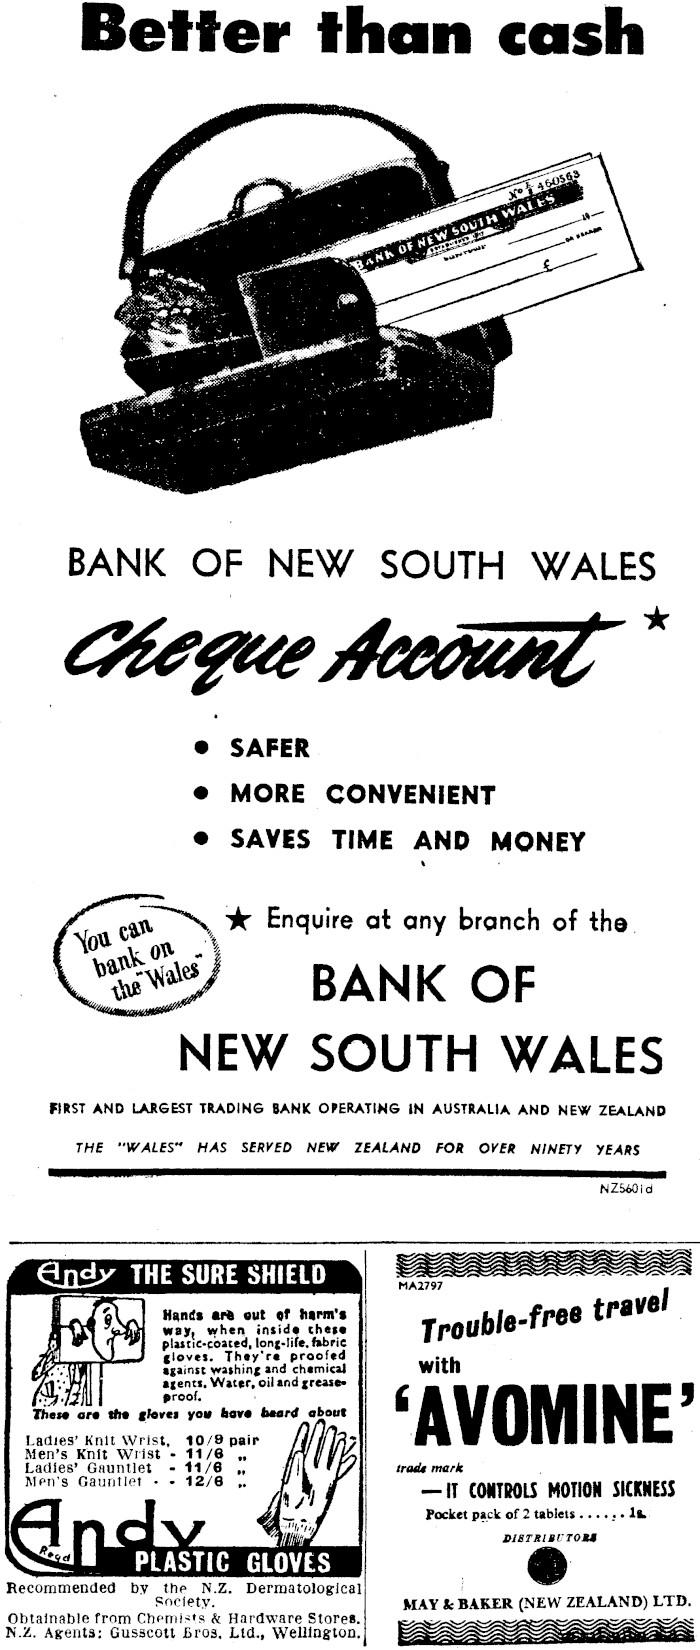 Better than cash
No 460563
BANK OF NEW SOUTH WALES
19
£
BANK OF NEW SOUTH WALES
Cheque Account ★
● SAFER
● MORE CONVENIENT
● SAVES TIME AND MONEY
You can
bank on
the "Wales"
★ Enquire at any branch of the
BANK OF
NEW SOUTH WALES
FIRST AND LARGEST TRADING BANK OPERATING IN AUSTRALIA AND NEW ZEALAND
THE "WALES" HAS SERVED NEW ZEALAND FOR OVER NINETY YEARS
NZ5601d
Andy THE SURE SHIELD
Hands are out of harm's
way, when inside these
plastic-coated, long-life, fabric
gloves. They're proofed
against washing and chemical
agents. Water, oil and grease-
proof.
These are the gloves you have heard about
Ladies' Knit Wrist, 10/9 pair
Men's Knit Wrist - 11/6 „
Ladies' Gauntlet - 11/6 „
Men's Gauntlet - - 12/6 „
Andy
Regd
PLASTIC GLOVES
Recommended by the N.Z. Dermatological
Society.
Obtainable from Chemists & Hardware Stores.
N.Z. Agents: Gusscott Bros. Ltd., Wellington.
MA2797
Trouble-free travel
with
'AVOMINE'
trade mark
— IT CONTROLS MOTION SICKNESS
Pocket pack of 2 tablets ...... 1s.
DISTRIBUTORS
MAY & BAKER (NEW ZEALAND) LTD.